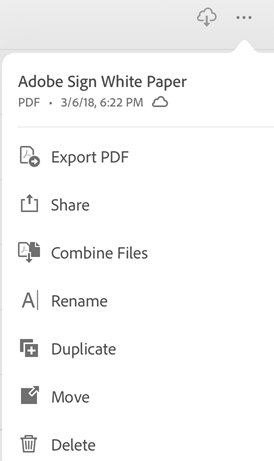 Adobe Sign White Paper
PDF • 3/6/18, 6:22 PM
Export PDF
Share
Combine Files
Rename
Duplicate
Move
Delete